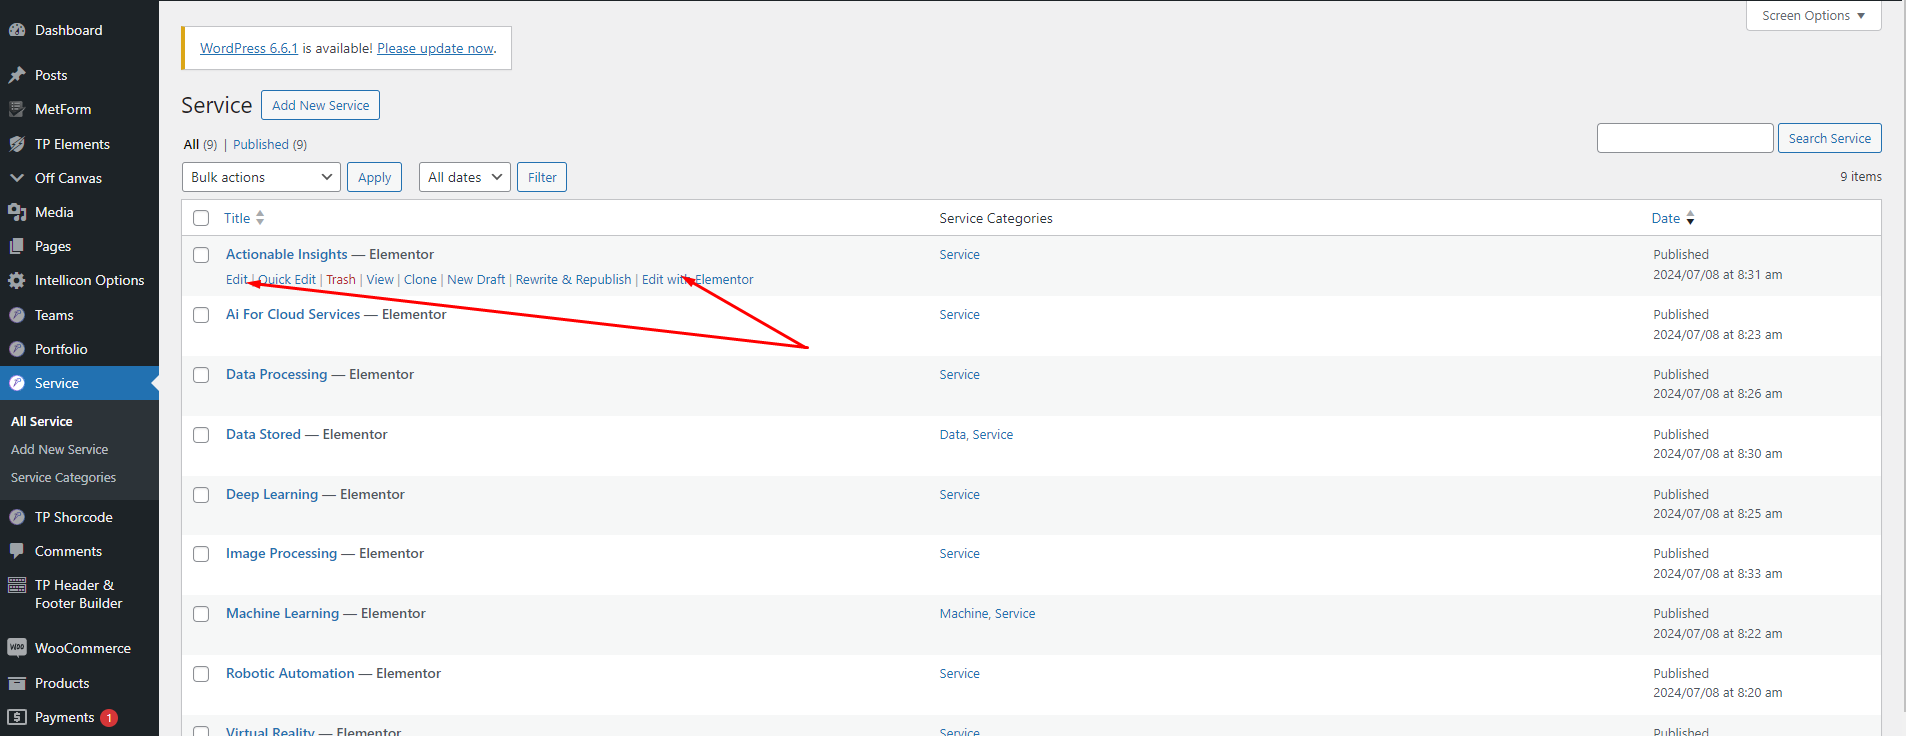 Screen Options
Dashboard
Posts
MetForm
TP Elements
Off Canvas
Media
Pages
Intellicon Options
Teams
Portfolio
Service
All Service
Add New Service
Service Categories
TP Shorcode
Comments
TP Header &
Footer Builder
WooCommerce
Products
Payments 1
WordPress 6.6.1 is available! Please update now.
Service Add New Service
All (9) | Published (9)
Search Service
Bulk actions Apply All dates Filter
9 items
Title Service Categories Date
Actionable Insights — Elementor Service Published
Edit | Quick Edit | Trash | View | Clone | New Draft | Rewrite & Republish | Edit with Elementor 2024/07/08 at 8:31 am
Ai For Cloud Services — Elementor Service Published
2024/07/08 at 8:23 am
Data Processing — Elementor Service Published
2024/07/08 at 8:26 am
Data Stored — Elementor Data, Service Published
2024/07/08 at 8:30 am
Deep Learning — Elementor Service Published
2024/07/08 at 8:25 am
Image Processing — Elementor Service Published
2024/07/08 at 8:33 am
Machine Learning — Elementor Machine, Service Published
2024/07/08 at 8:22 am
Robotic Automation — Elementor Service Published
2024/07/08 at 8:20 am
Virtual Reality — Elementor Service Published